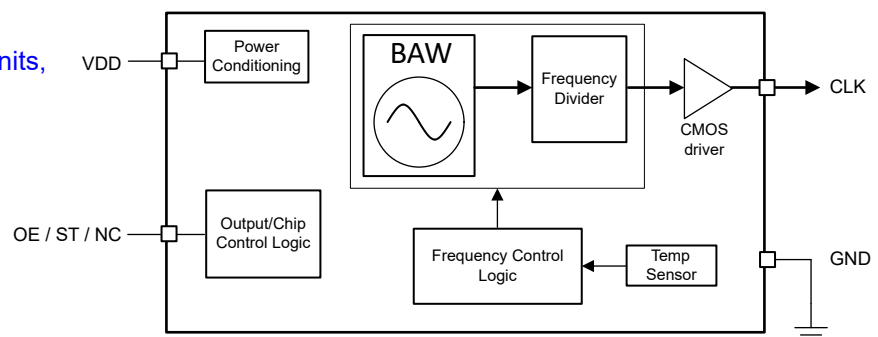 nits,
VDD
Power
Conditioning
BAW
Frequency
Divider
CMOS
driver
CLK
OE / ST / NC
Output/Chip
Control Logic
Frequency Control
Logic
Temp
Sensor
GND